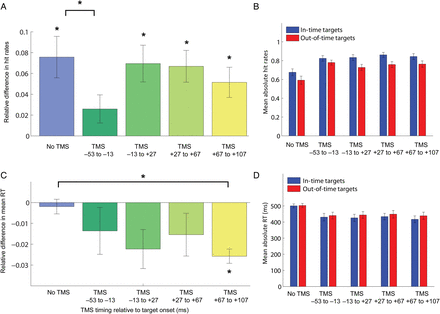 A
Relative difference in hit rates
0.1
0.08
0.06
0.04
0.02
0
*
*
*
*
*
No TMS
TMS
−53 to −13
TMS
−13 to +27
TMS
+27 to +67
TMS
+67 to +107
B
In-time targets
Out-of-time targets
Mean absolute hit rates
1
0.8
0.6
0.4
0.2
0
No TMS
TMS
−53 to −13
TMS
−13 to +27
TMS
+27 to +67
TMS
+67 to +107
C
Relative difference in mean RT
0
−0.01
−0.02
−0.03
*
*
No TMS
TMS
−53 to −13
TMS
−13 to +27
TMS
+27 to +67
TMS
+67 to +107
TMS timing relative to target onset (ms)
D
In-time targets
Out-of-time targets
Mean absolute RT (ms)
700
600
500
400
300
200
100
0
No TMS
TMS
−53 to −13
TMS
−13 to +27
TMS
+27 to +67
TMS
+67 to +107